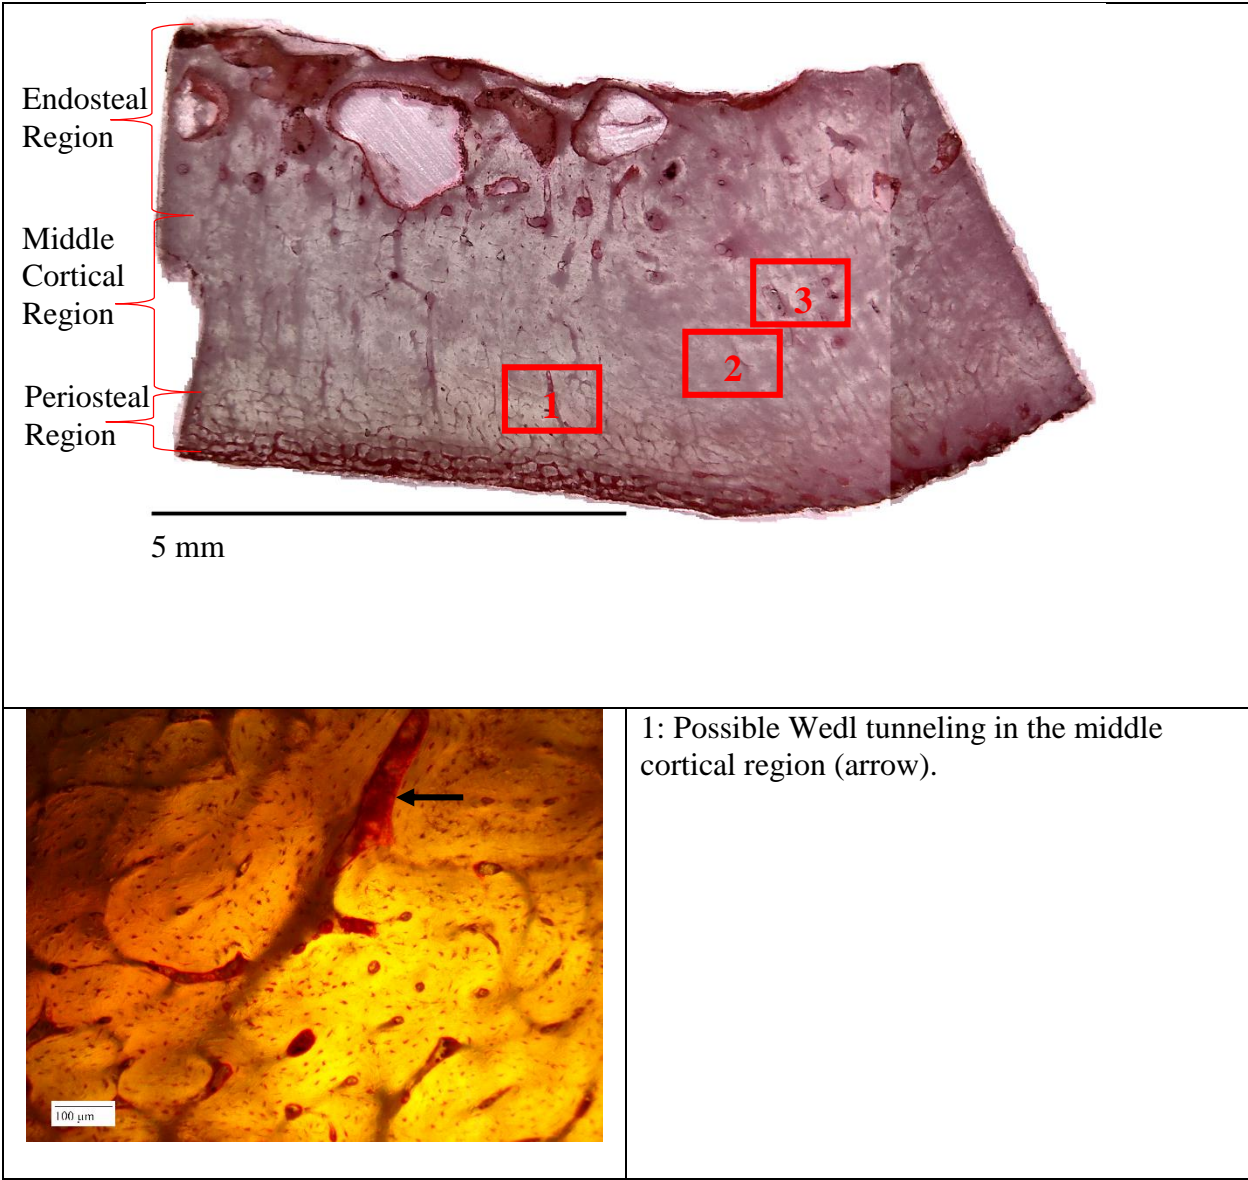 Endosteal
Region
Middle
Cortical
Region
Periosteal
Region
3
2
1
5 mm
1: Possible Wedl tunneling in the middle
cortical region (arrow).
100 µm